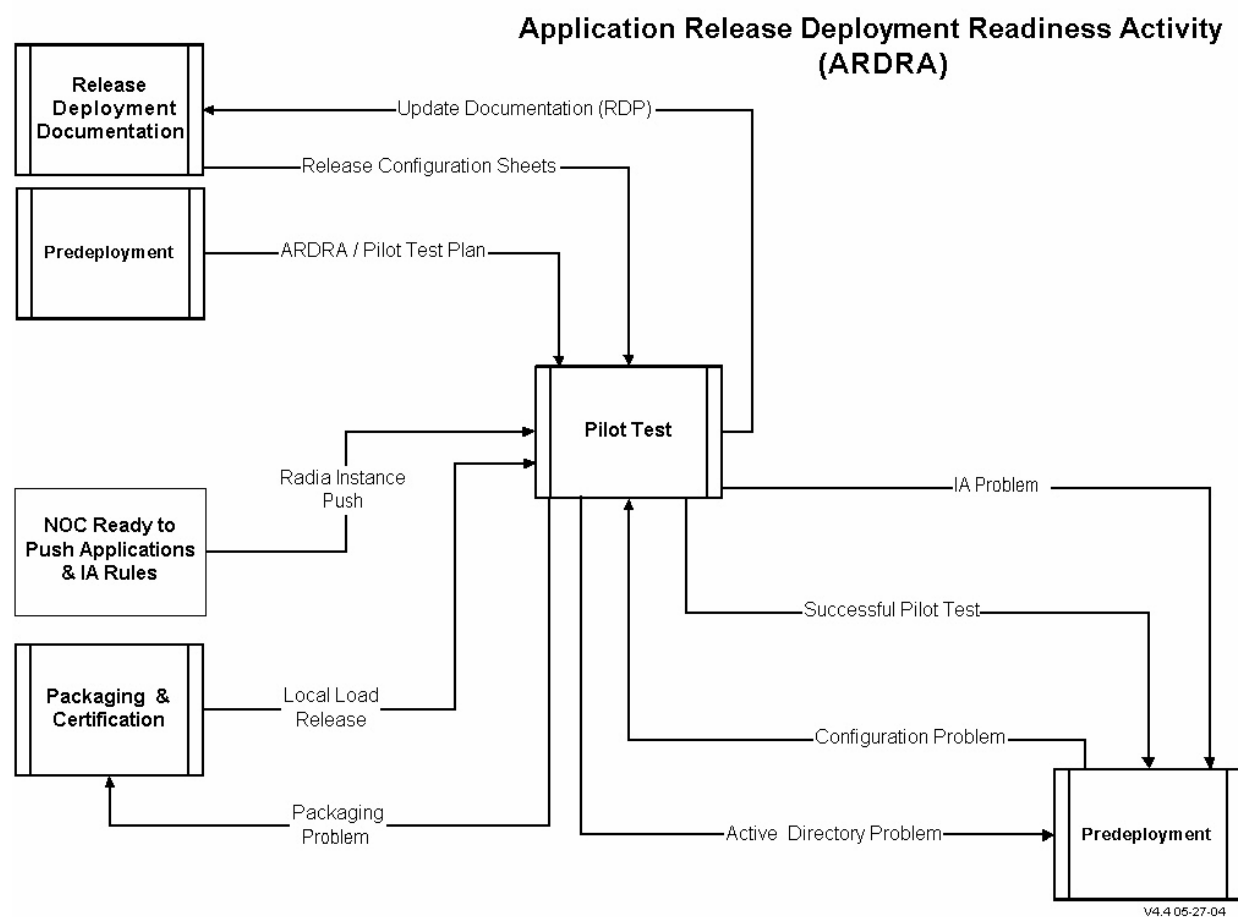 Application Release Deployment Readiness Activity
(ARDRA)
Release
Deployment
Documentation
Update Documentation (RDP)
Release Configuration Sheets
Predeployment
ARDRA / Pilot Test Plan
Pilot Test
Radia Instance
Push
IA Problem
NOC Ready to
Push Applications
& IA Rules
Successful Pilot Test
Packaging &
Certification
Local Load
Release
Configuration Problem
Packaging
Problem
Active Directory Problem
Predeployment
V4.4 05-27-04